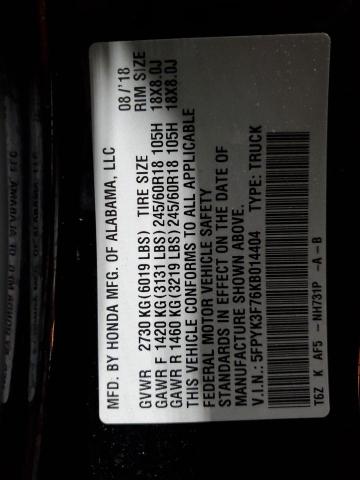 MFD. BY HONDA MFG. OF ALABAMA, LLC 08/'18
GVWR 2730 KG(6019 LBS) TIRE SIZE RIM SIZE
GAWR F 1420 KG(3131 LBS) 245/60R18 105H 18X8.0J
GAWR R 1460 KG(3219 LBS) 245/60R18 105H 18X8.0J
THIS VEHICLE CONFORMS TO ALL APPLICABLE
FEDERAL MOTOR VEHICLE SAFETY
STANDARDS IN EFFECT ON THE DATE OF
MANUFACTURE SHOWN ABOVE.
V.I.N.: 5FPYK3F76KB014404 TYPE: TRUCK
T6Z K AF5 - NH731P -A -B